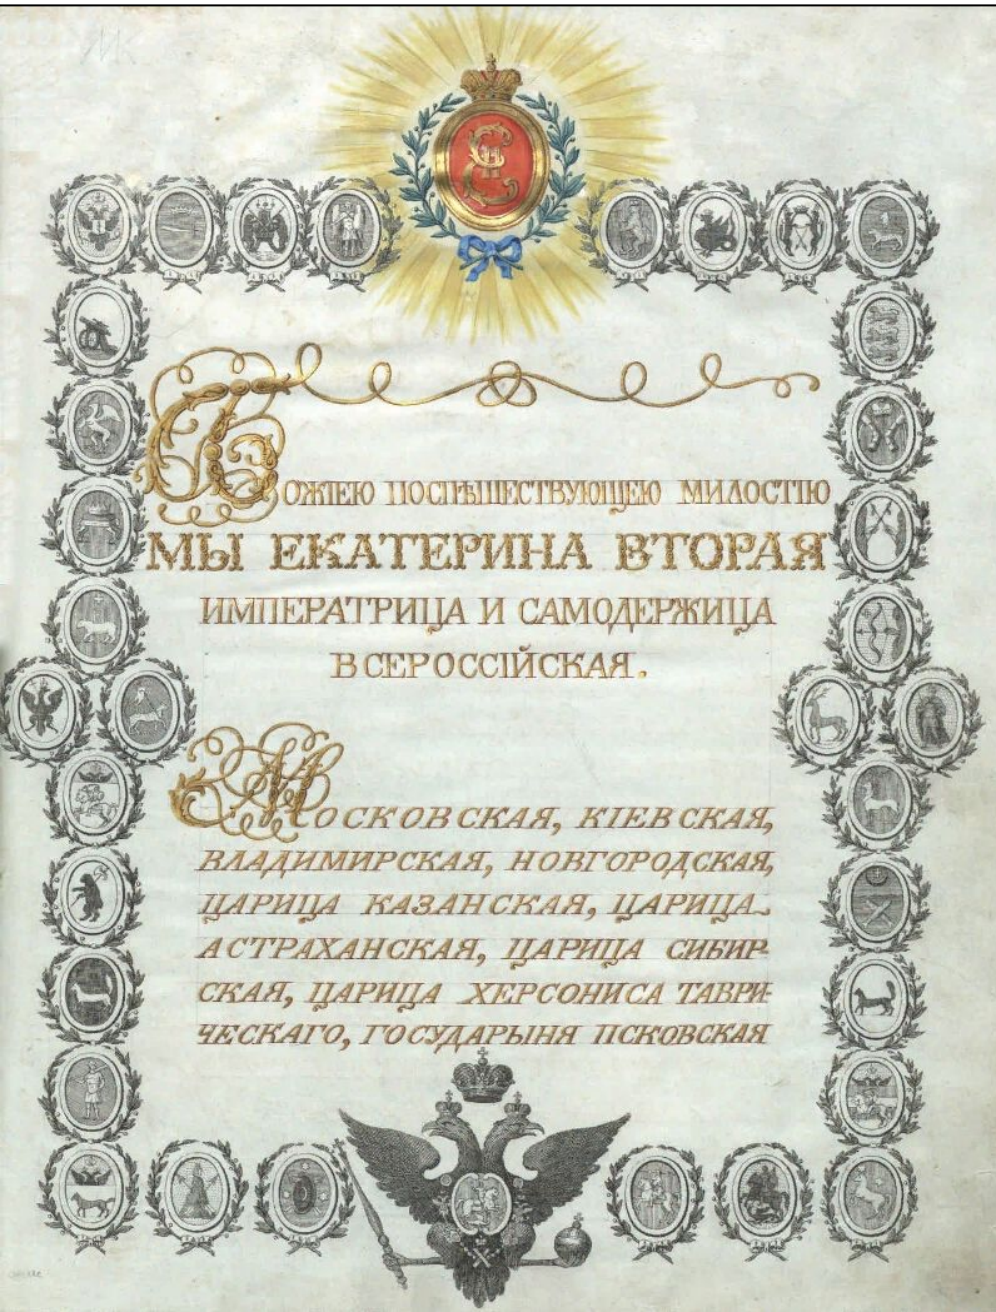 БОЖІЕЮ ПОСПѢШЕСТВУЮЩЕЮ МИЛОСТІЮ
МЫ ЕКАТЕРИНА ВТОРАЯ
ИМПЕРАТРИЦА И САМОДЕРЖИЦА
ВСЕРОССІЙСКАЯ.
МОСКОВСКАЯ, КІЕВСКАЯ,
ВЛАДИМИРСКАЯ, НОВГОРОДСКАЯ,
ЦАРИЦА КАЗАНСКАЯ, ЦАРИЦА
АСТРАХАНСКАЯ, ЦАРИЦА СИБИР-
СКАЯ, ЦАРИЦА ХЕРСОНИСА ТАВРИ-
ЧЕСКАГО, ГОСУДАРЫНЯ ПСКОВСКАЯ